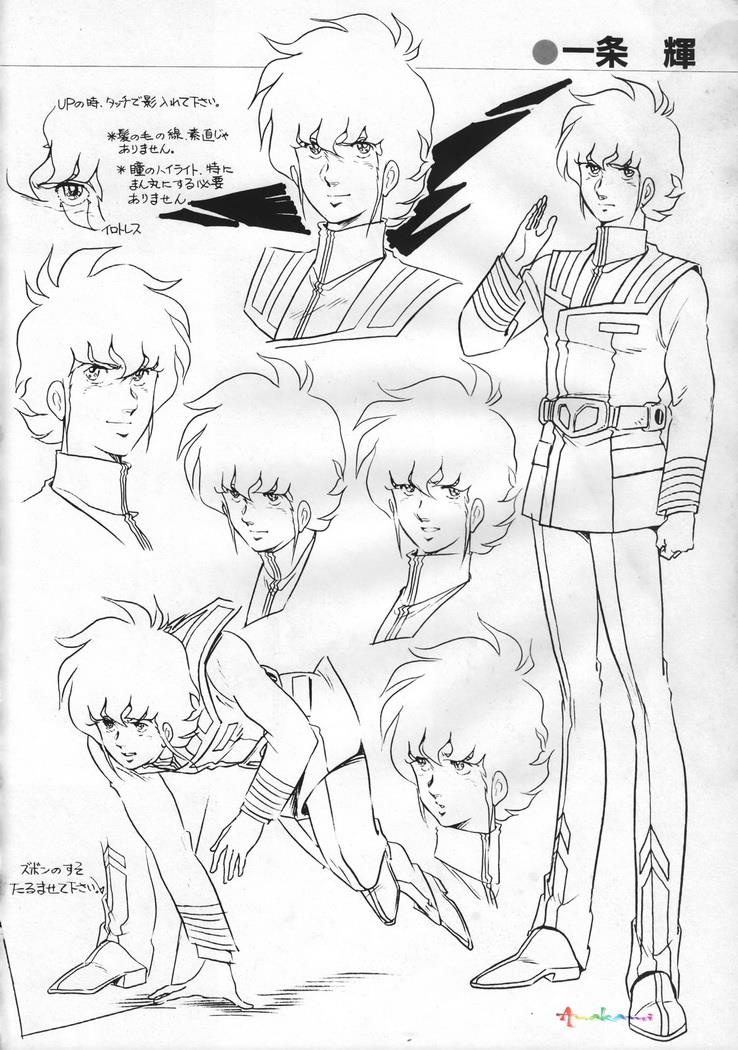 ●一条 輝
UPの時、タッチで影入れて下さい。
*髪の毛の線、素直じゃ
ありません。
*瞳のハイライト、特に
まん丸にする必要
ありません
イロトレス
ズボンのすそ
たるませて下さい。
Anakami